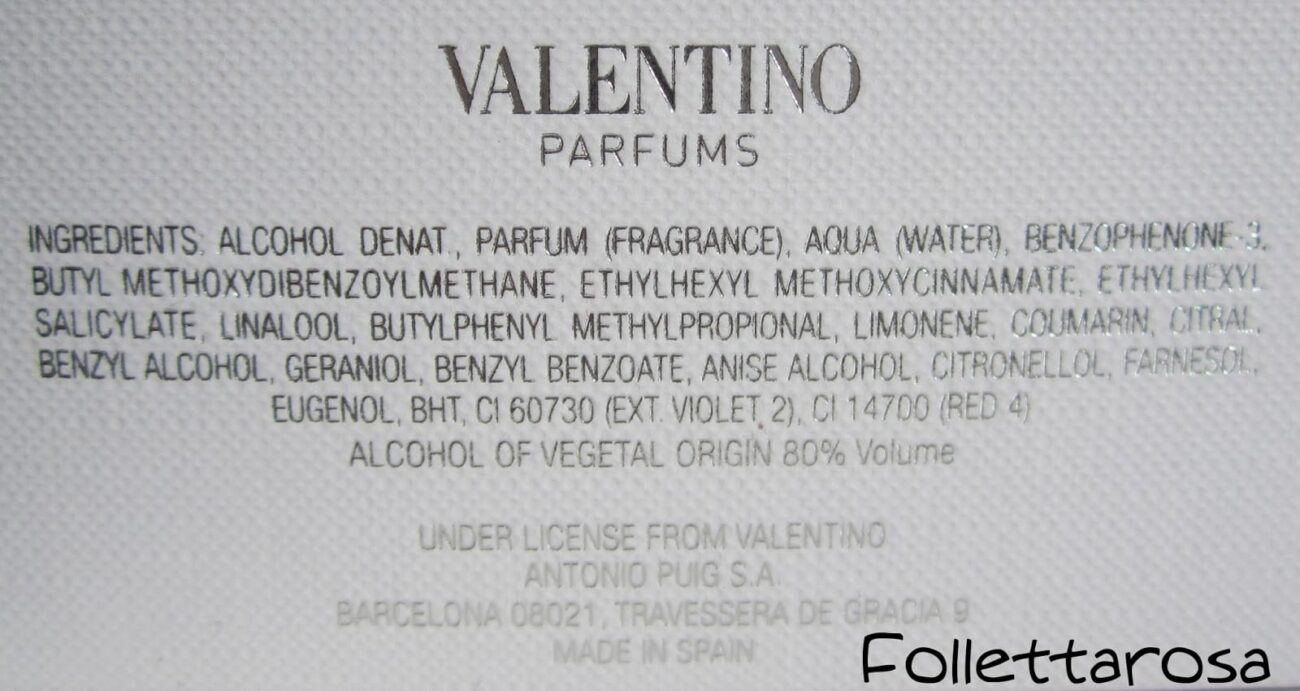 VALENTINO
PARFUMS
INGREDIENTS: ALCOHOL DENAT., PARFUM (FRAGRANCE), AQUA (WATER), BENZOPHENONE-3,
BUTYL METHOXYDIBENZOYLMETHANE, ETHYLHEXYL METHOXYCINNAMATE, ETHYLHEXYL
SALICYLATE, LINALOOL, BUTYLPHENYL METHYLPROPIONAL, LIMONENE, COUMARIN, CITRAL,
BENZYL ALCOHOL, GERANIOL, BENZYL BENZOATE, ANISE ALCOHOL, CITRONELLOL, FARNESOL,
EUGENOL, BHT, CI 60730 (EXT. VIOLET 2), CI 14700 (RED 4)
ALCOHOL OF VEGETAL ORIGIN 80% Volume
UNDER LICENSE FROM VALENTINO
ANTONIO PUIG S.A.
BARCELONA 08021, TRAVESSERA DE GRACIA 9
MADE IN SPAIN
Follettarosa